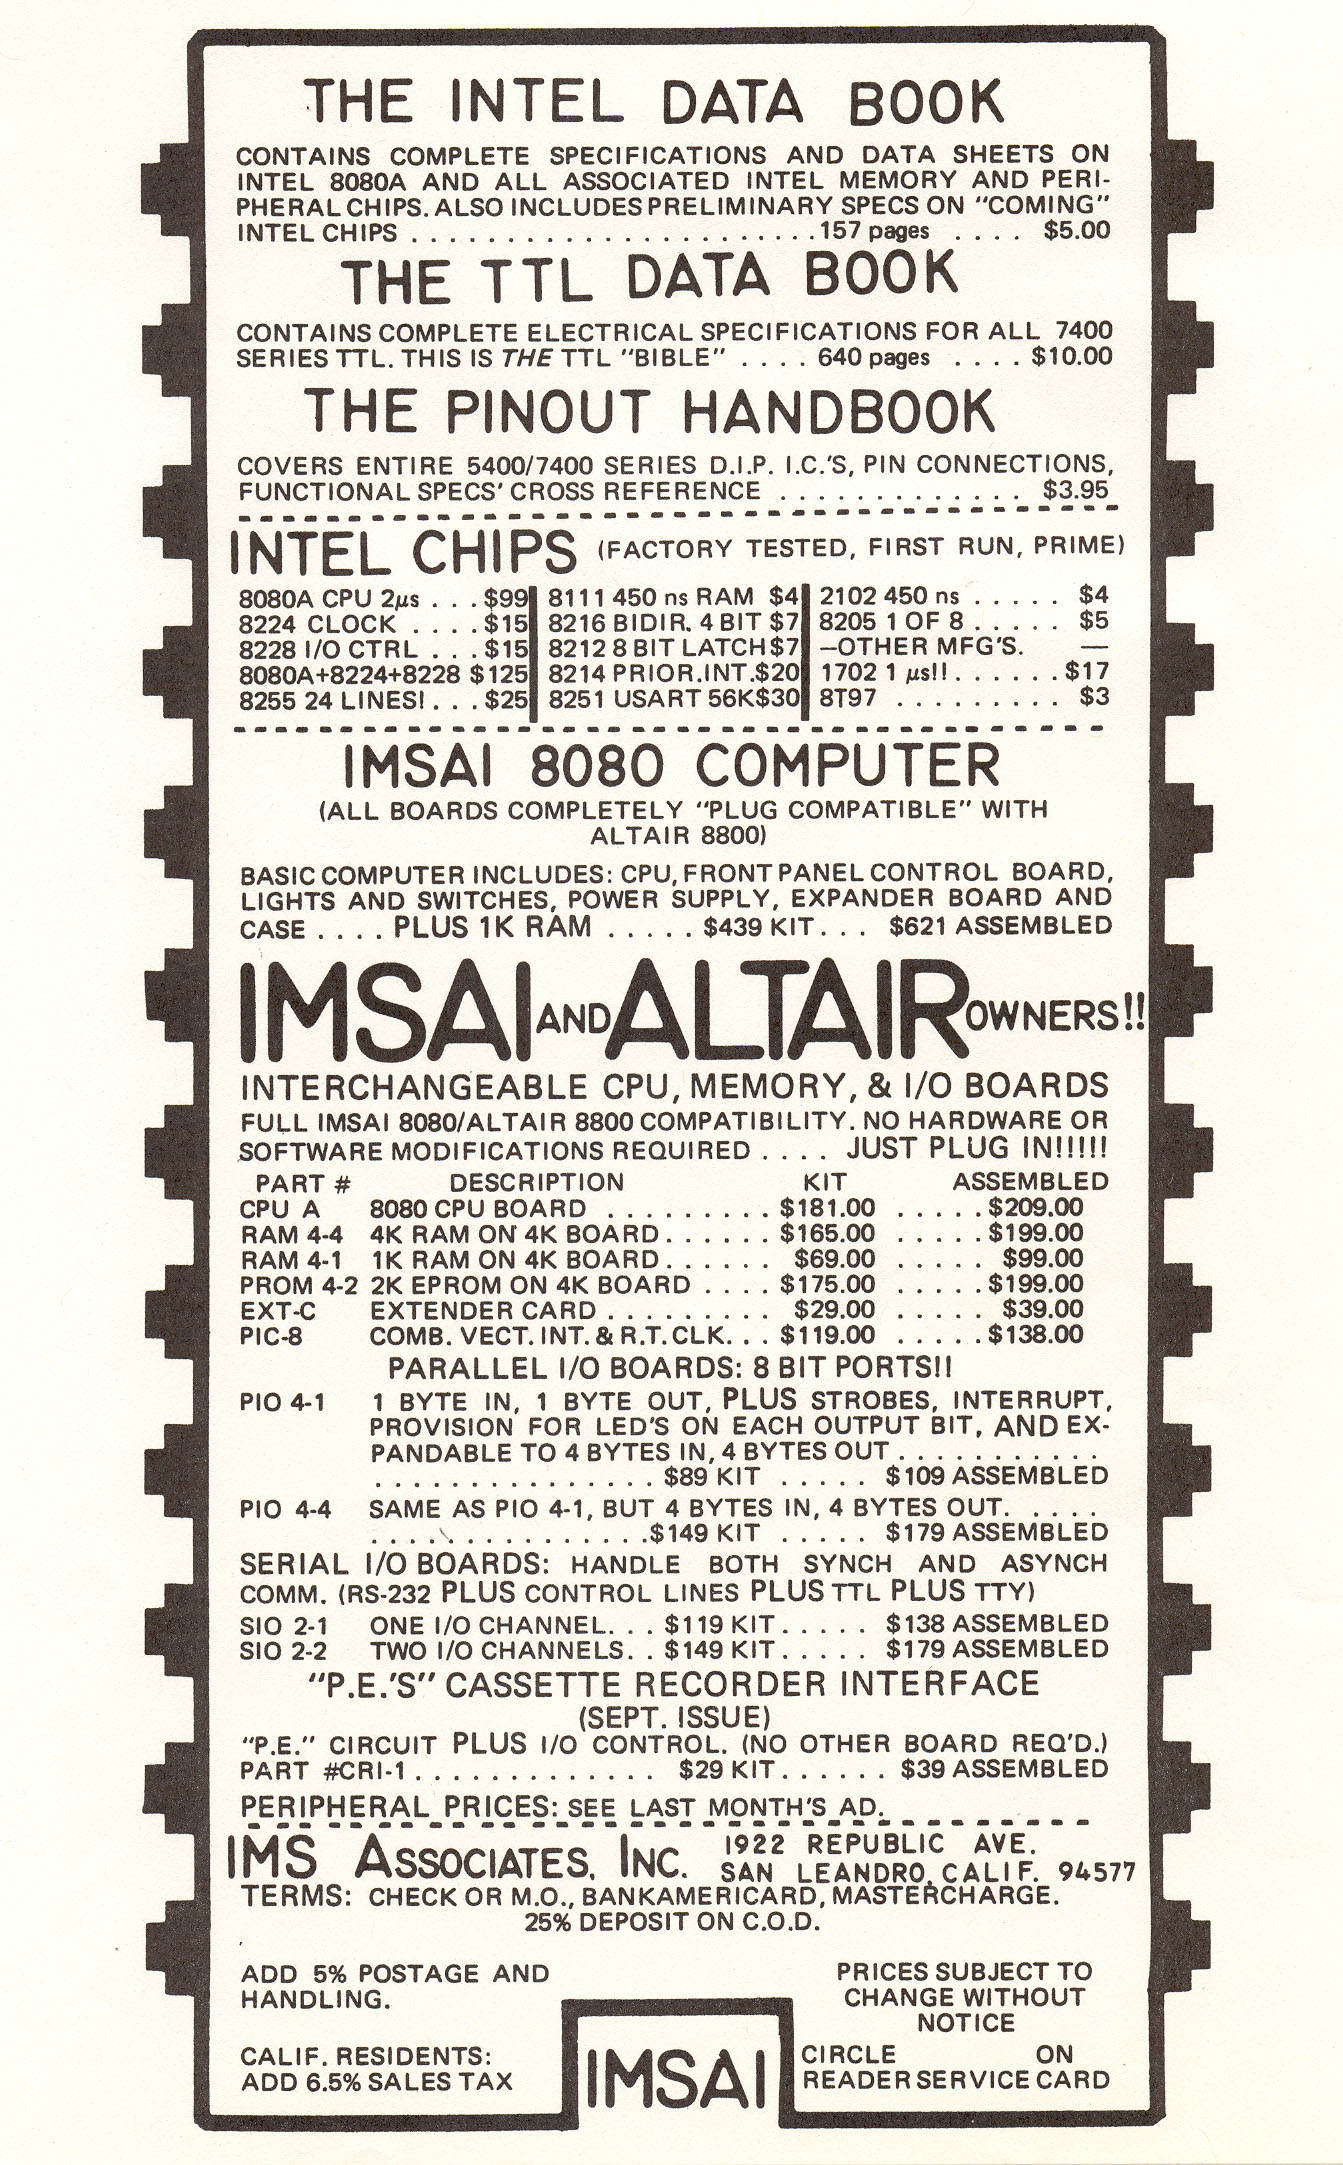 THE INTEL DATA BOOK
CONTAINS COMPLETE SPECIFICATIONS AND DATA SHEETS ON
INTEL 8080A AND ALL ASSOCIATED INTEL MEMORY AND PERI-
PHERAL CHIPS. ALSO INCLUDES PRELIMINARY SPECS ON "COMING"
INTEL CHIPS . . . . . . . . . . . . . . . . . . . . . . 157 pages . . . . $5.00
THE TTL DATA BOOK
CONTAINS COMPLETE ELECTRICAL SPECIFICATIONS FOR ALL 7400
SERIES TTL. THIS IS THE TTL "BIBLE" . . . . 640 pages . . . . $10.00
THE PINOUT HANDBOOK
COVERS ENTIRE 5400/7400 SERIES D.I.P. I.C.'S, PIN CONNECTIONS,
FUNCTIONAL SPECS' CROSS REFERENCE . . . . . . . . . . . . . $3.95
INTEL CHIPS (FACTORY TESTED, FIRST RUN, PRIME)
8080A CPU 2µs . . . $99 8111 450 ns RAM $4 2102 450 ns . . . . . $4
8224 CLOCK . . . . $15 8216 BIDIR. 4 BIT $7 8205 1 OF 8 . . . . . $5
8228 I/O CTRL . . . $15 8212 8 BIT LATCH $7 —OTHER MFG'S. —
8080A+8224+8228 $125 8214 PRIOR.INT. $20 1702 1 µs!! . . . . . . $17
8255 24 LINES! . . . $25 8251 USART 56K $30 8T97 . . . . . . . . . $3
IMSAI 8080 COMPUTER
(ALL BOARDS COMPLETELY "PLUG COMPATIBLE" WITH
ALTAIR 8800)
BASIC COMPUTER INCLUDES: CPU, FRONT PANEL CONTROL BOARD,
LIGHTS AND SWITCHES, POWER SUPPLY, EXPANDER BOARD AND
CASE . . . . PLUS 1K RAM . . . . . $439 KIT . . . $621 ASSEMBLED
IMSAI AND ALTAIR OWNERS!!
INTERCHANGEABLE CPU, MEMORY, & I/O BOARDS
FULL IMSAI 8080/ALTAIR 8800 COMPATIBILITY. NO HARDWARE OR
SOFTWARE MODIFICATIONS REQUIRED . . . . JUST PLUG IN!!!!!
PART # DESCRIPTION KIT ASSEMBLED
CPU A 8080 CPU BOARD . . . . . . . . . $181.00 . . . . . $209.00
RAM 4-4 4K RAM ON 4K BOARD . . . . . . $165.00 . . . . . $199.00
RAM 4-1 1K RAM ON 4K BOARD . . . . . . $69.00 . . . . . $99.00
PROM 4-2 2K EPROM ON 4K BOARD . . . . $175.00 . . . . . $199.00
EXT-C EXTENDER CARD . . . . . . . . . $29.00 . . . . . $39.00
PIC-8 COMB. VECT. INT. & R.T. CLK. . . $119.00 . . . . . $138.00
PARALLEL I/O BOARDS: 8 BIT PORTS!!
PIO 4-1 1 BYTE IN, 1 BYTE OUT, PLUS STROBES, INTERRUPT,
PROVISION FOR LED'S ON EACH OUTPUT BIT, AND EX-
PANDABLE TO 4 BYTES IN, 4 BYTES OUT . . . . . . . . . . .
. . . . . . . . . . . . . . . $89 KIT . . . . . $109 ASSEMBLED
PIO 4-4 SAME AS PIO 4-1, BUT 4 BYTES IN, 4 BYTES OUT. . . . .
. . . . . . . . . . . . . . . $149 KIT . . . . . $179 ASSEMBLED
SERIAL I/O BOARDS: HANDLE BOTH SYNCH AND ASYNCH
COMM. (RS-232 PLUS CONTROL LINES PLUS TTL PLUS TTY)
SIO 2-1 ONE I/O CHANNEL. . . $119 KIT . . . . . $138 ASSEMBLED
SIO 2-2 TWO I/O CHANNELS. . $149 KIT . . . . . $179 ASSEMBLED
"P.E.'S" CASSETTE RECORDER INTERFACE
(SEPT. ISSUE)
"P.E." CIRCUIT PLUS I/O CONTROL. (NO OTHER BOARD REQ'D.)
PART #CRI-1 . . . . . . . . . . . . . $29 KIT . . . . . . $39 ASSEMBLED
PERIPHERAL PRICES: SEE LAST MONTH'S AD.
IMS ASSOCIATES, INC. 1922 REPUBLIC AVE.
SAN LEANDRO, CALIF. 94577
TERMS: CHECK OR M.O., BANKAMERICARD, MASTERCHARGE.
25% DEPOSIT ON C.O.D.
ADD 5% POSTAGE AND
HANDLING.
CALIF. RESIDENTS:
ADD 6.5% SALES TAX
IMSAI
PRICES SUBJECT TO
CHANGE WITHOUT
NOTICE
CIRCLE ON
READER SERVICE CARD